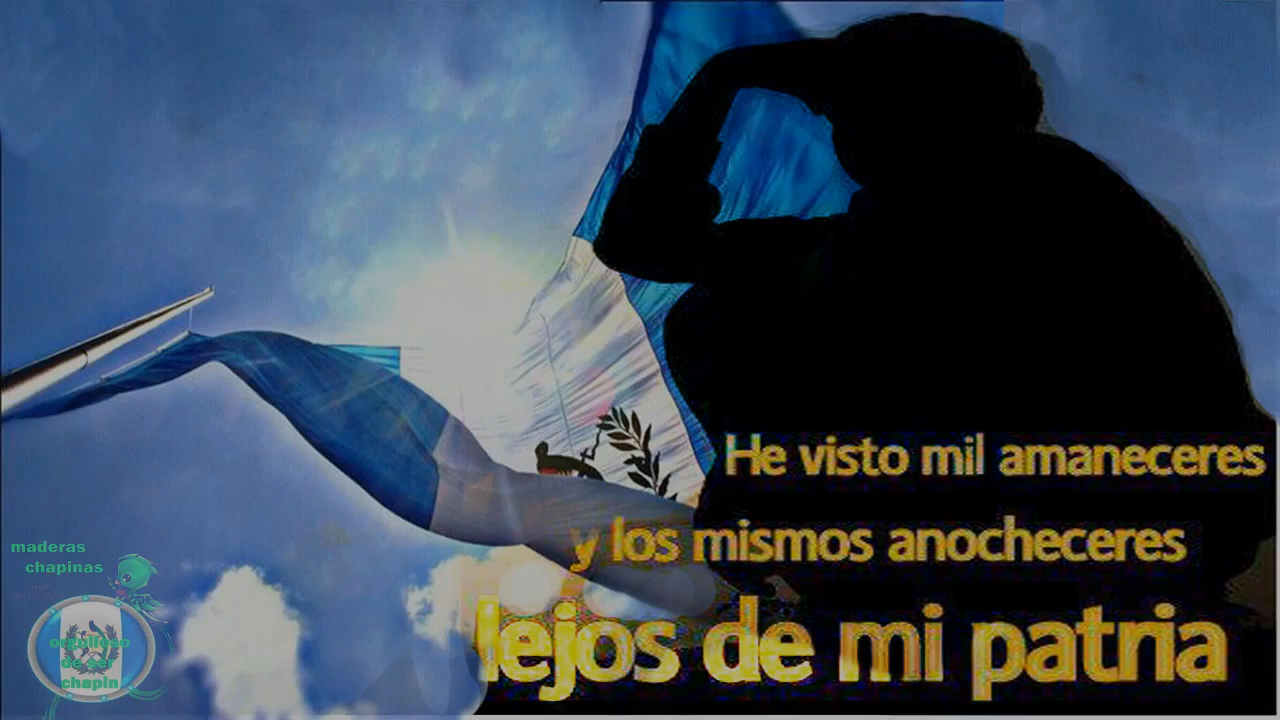 He visto mil amaneceres
y los mismos anocheceres
lejos de mi patria
maderas
chapinas
orgulloso
de ser
chapin